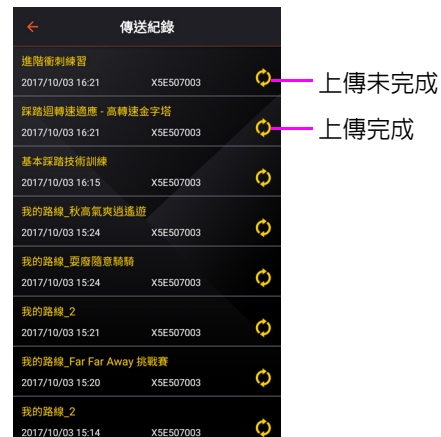 傳送紀錄
進階衝刺練習
2017/10/03 16:21 X5E507003
上傳未完成
踩踏迴轉速適應 - 高轉速金字塔
2017/10/03 16:21 X5E507003
上傳完成
基本踩踏技術訓練
2017/10/03 16:15 X5E507003
我的路線_秋高氣爽逍遙遊
2017/10/03 15:24 X5E507003
我的路線_耍廢隨意騎騎
2017/10/03 15:24 X5E507003
我的路線_2
2017/10/03 15:21 X5E507003
我的路線_Far Far Away 挑戰賽
2017/10/03 15:20 X5E507003
我的路線_2
2017/10/03 15:14 X5E507003